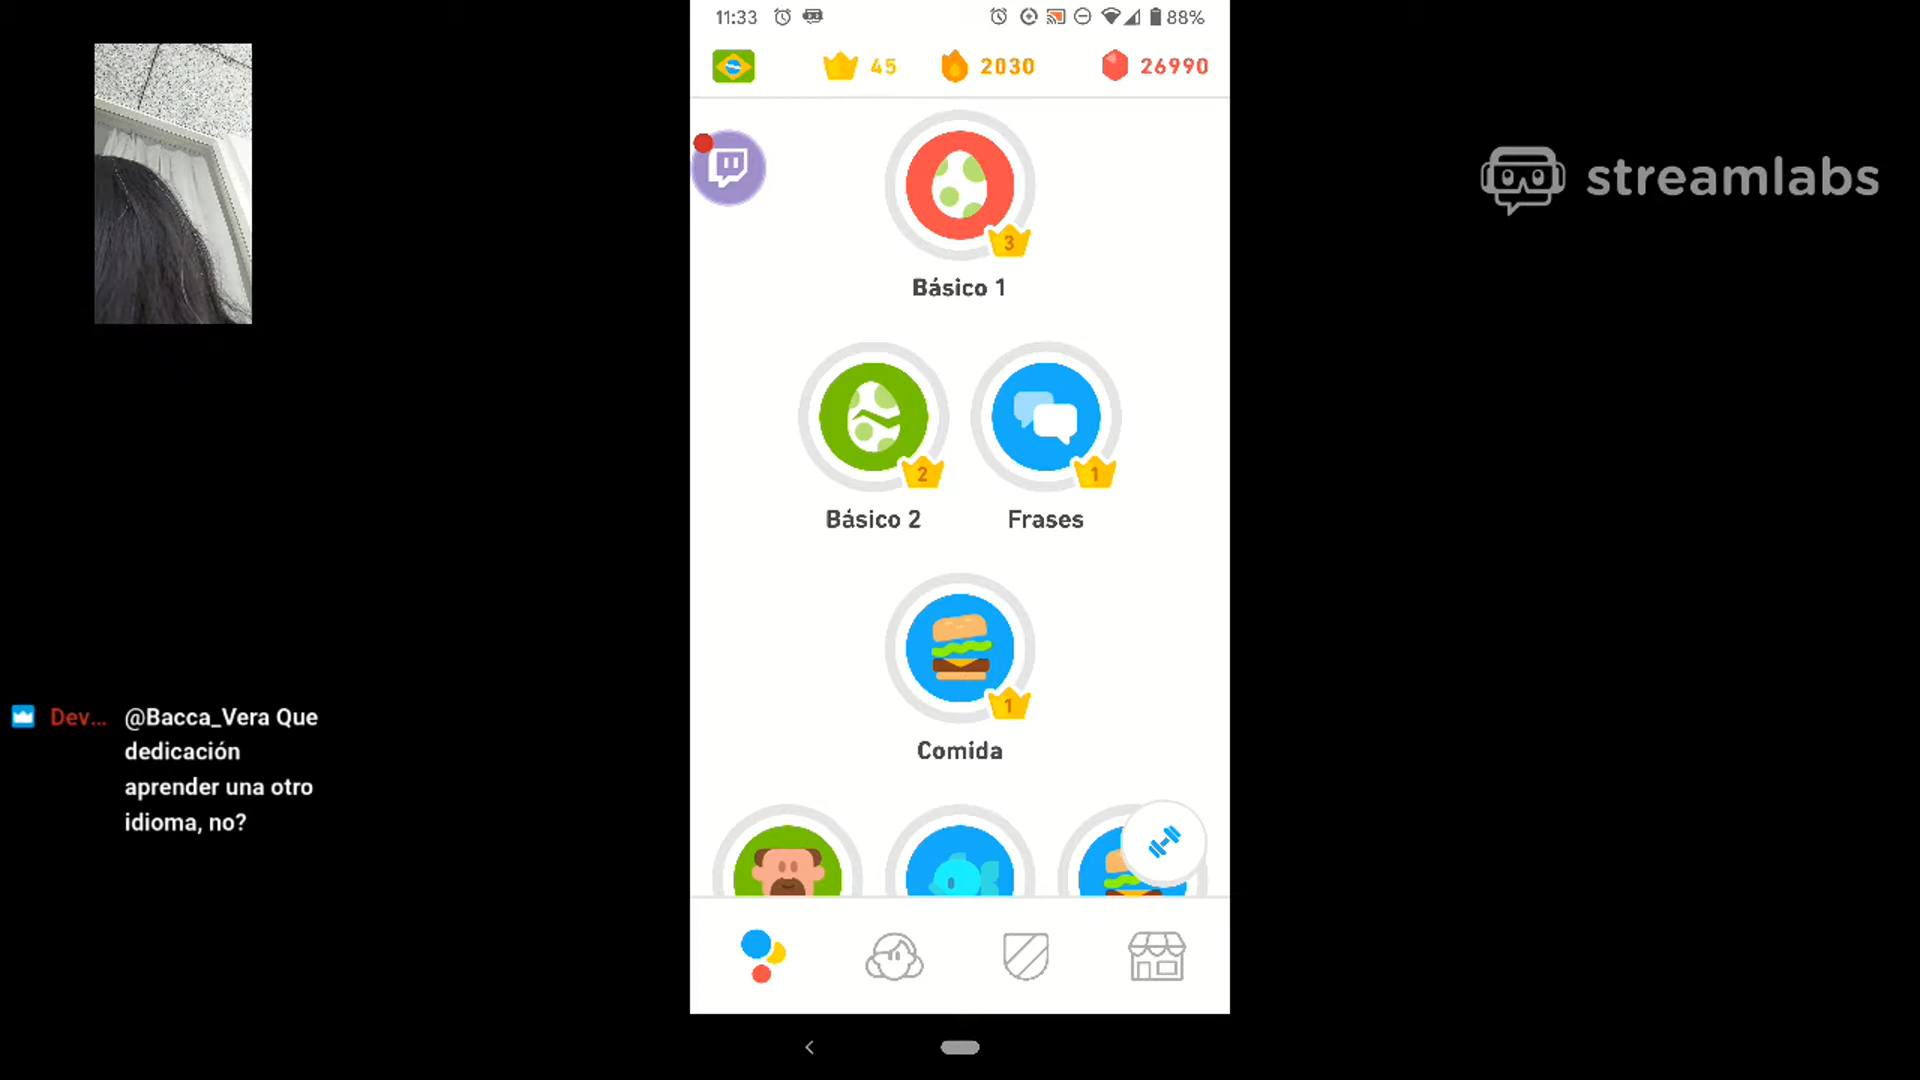 11:33
88%
45
2030
26990
streamlabs
3
Básico 1
2
1
Básico 2
Frases
1
Comida
Dev... @Bacca_Vera Que
dedicación
aprender una otro
idioma, no?